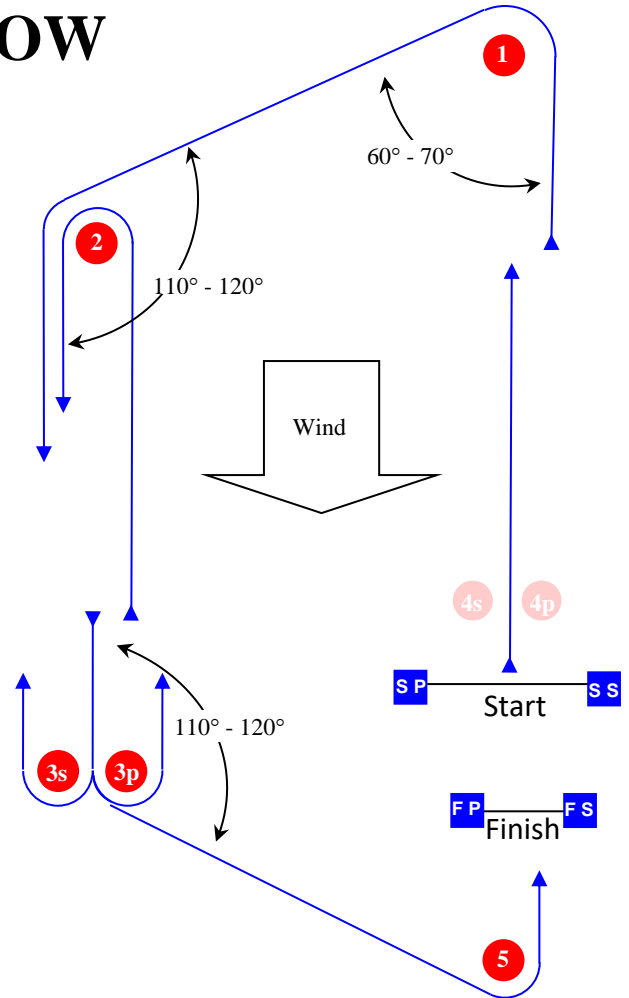 OW
1
60° - 70°
2
110° - 120°
Wind
4s 4p
S P S S
Start
110° - 120°
3s 3p
F P F S
Finish
5